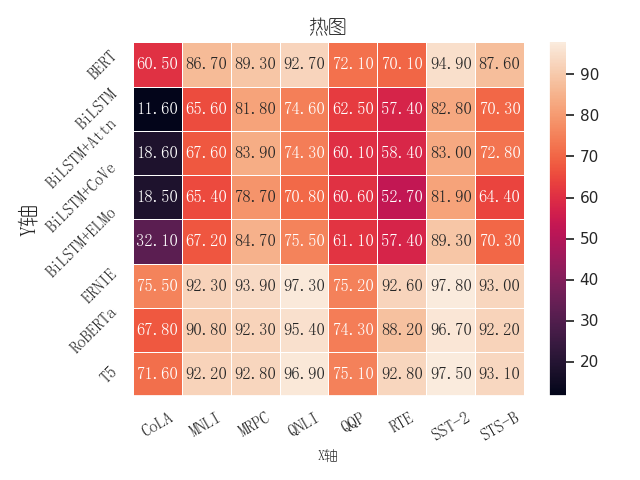 热图
BERT 60.50 86.70 89.30 92.70 72.10 70.10 94.90 87.60
BiLSTM 11.60 65.60 81.80 74.60 62.50 57.40 82.80 70.30
BiLSTM+Attn 18.60 67.60 83.90 74.30 60.10 58.40 83.00 72.80
BiLSTM+CoVe 18.50 65.40 78.70 70.80 60.60 52.70 81.90 64.40
BiLSTM+ELMo 32.10 67.20 84.70 75.50 61.10 57.40 89.30 70.30
ERNIE 75.50 92.30 93.90 97.30 75.20 92.60 97.80 93.00
RoBERTa 67.80 90.80 92.30 95.40 74.30 88.20 96.70 92.20
T5 71.60 92.20 92.80 96.90 75.10 92.80 97.50 93.10
CoLA MNLI MRPC QNLI QQP RTE SST-2 STS-B
X轴
Y轴
90
80
70
60
50
40
30
20